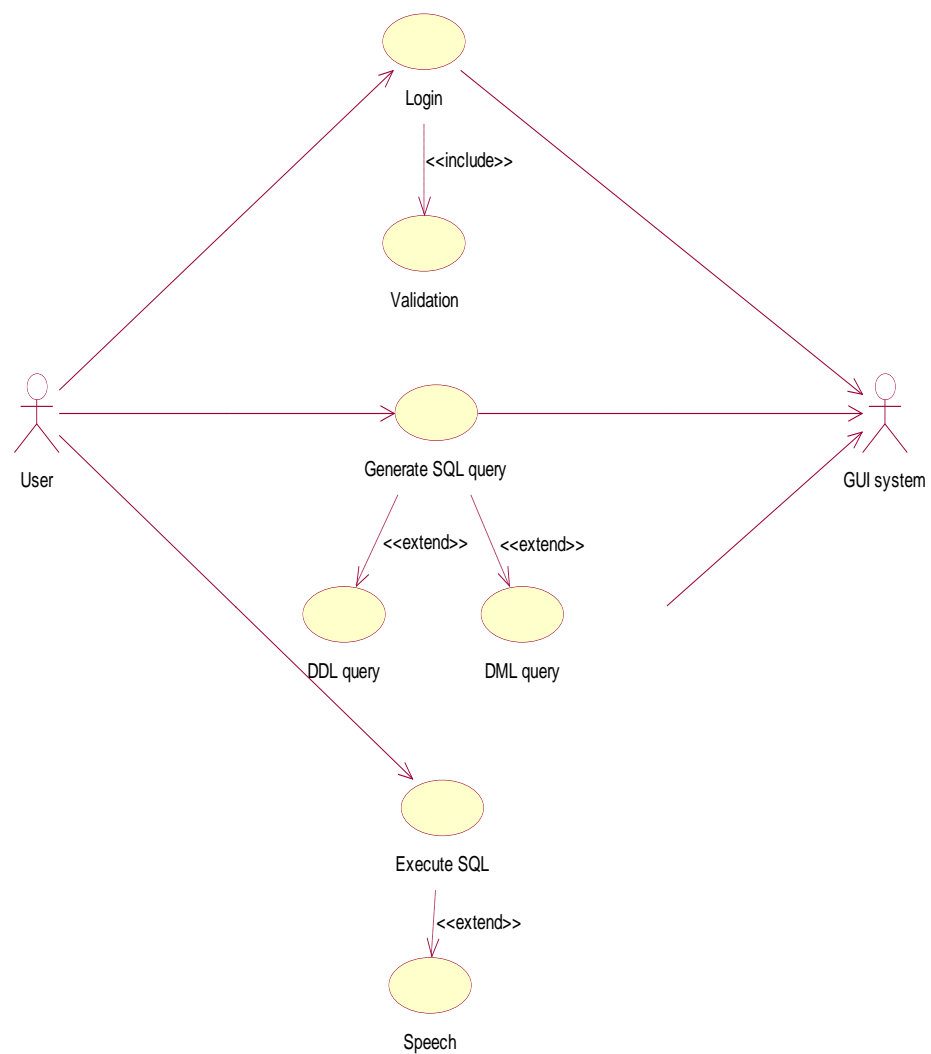 Login
<<include>>
Validation
User
GUI system
Generate SQL query
<<extend>>
<<extend>>
DDL query
DML query
Execute SQL
<<extend>>
Speech